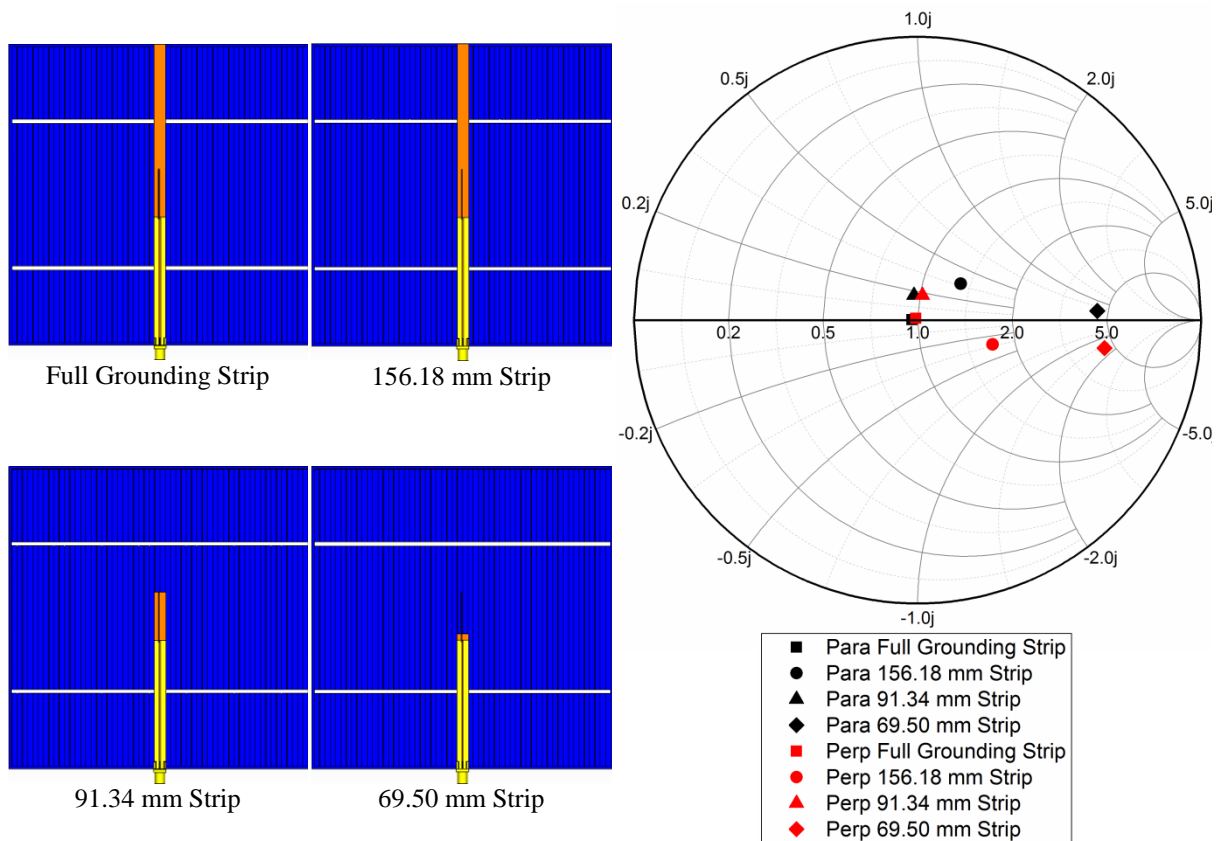 Full Grounding Strip
156.18 mm Strip
91.34 mm Strip
69.50 mm Strip
1.0j
0.5j
2.0j
0.2j
5.0j
0.2
0.5
1.0
2.0
5.0
-0.2j
-5.0j
-0.5j
-2.0j
-1.0j
Para Full Grounding Strip
Para 156.18 mm Strip
Para 91.34 mm Strip
Para 69.50 mm Strip
Perp Full Grounding Strip
Perp 156.18 mm Strip
Perp 91.34 mm Strip
Perp 69.50 mm Strip